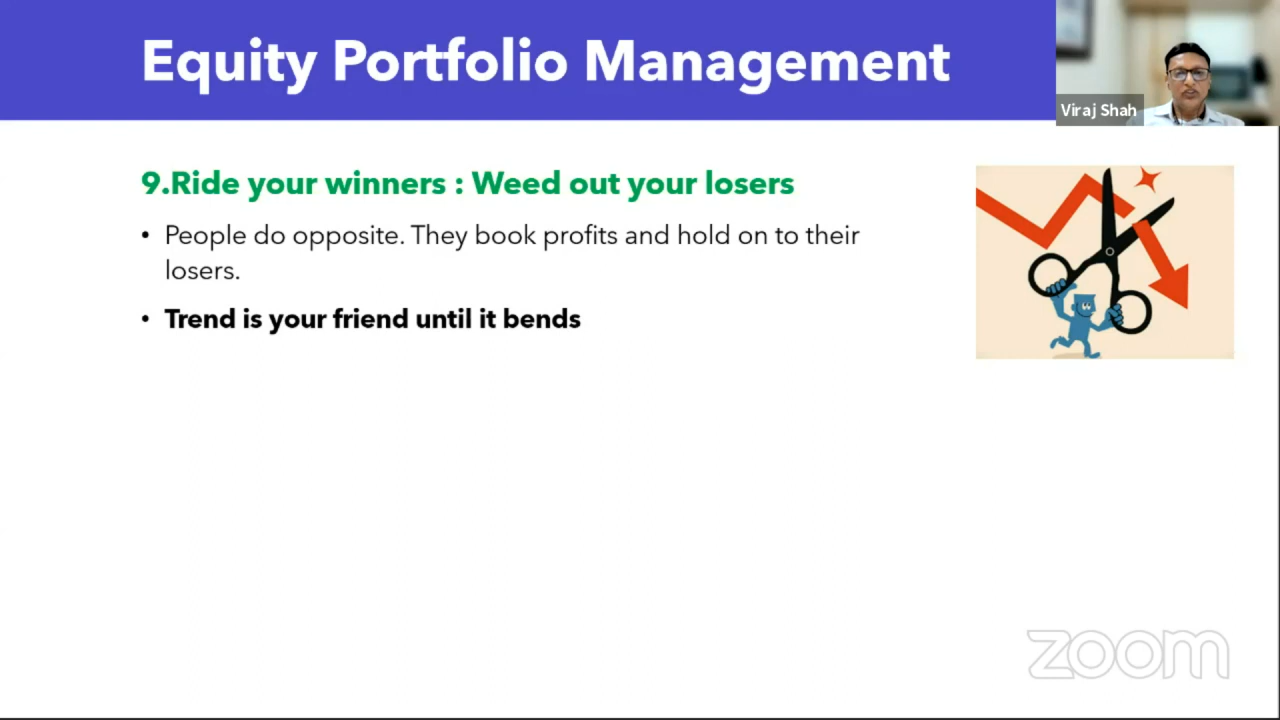 Equity Portfolio Management
Viraj Shah
9.Ride your winners : Weed out your losers
• People do opposite. They book profits and hold on to their
losers.
• Trend is your friend until it bends
zoom